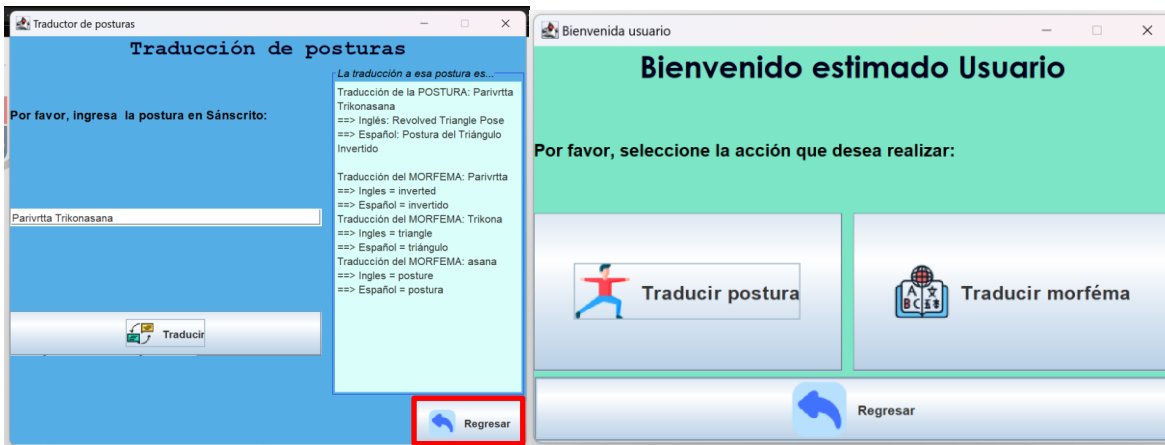 Traductor de posturas
Traducción de posturas
Por favor, ingresa la postura en Sánscrito:
Parivrtta Trikonasana
Traducir
La traducción a esa postura es...
Traducción de la POSTURA: Parivrtta
Trikonasana
==> Inglés: Revolved Triangle Pose
==> Español: Postura del Triángulo
Invertido
Traducción del MORFEMA: Parivrtta
==> Ingles = inverted
==> Español = invertido
Traducción del MORFEMA: Trikona
==> Ingles = triangle
==> Español = triángulo
Traducción del MORFEMA: asana
==> Ingles = posture
==> Español = postura
Regresar
Bienvenida usuario
Bienvenido estimado Usuario
Por favor, seleccione la acción que desea realizar:
Traducir postura
Traducir morféma
Regresar